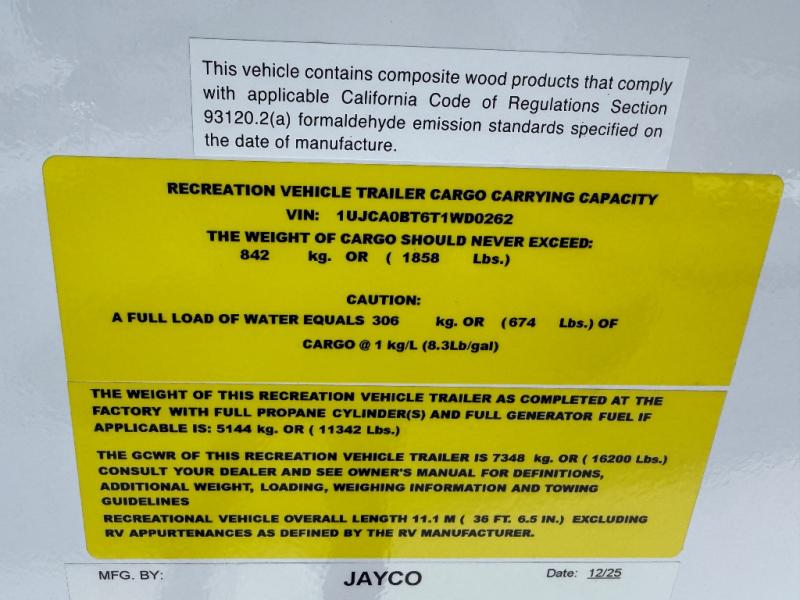 This vehicle contains composite wood products that comply
with applicable California Code of Regulations Section
93120.2(a) formaldehyde emission standards specified on
the date of manufacture.
RECREATION VEHICLE TRAILER CARGO CARRYING CAPACITY
VIN: 1UJCA0BT6T1WD0262
THE WEIGHT OF CARGO SHOULD NEVER EXCEED:
842 kg. OR ( 1858 Lbs.)
CAUTION:
A FULL LOAD OF WATER EQUALS 306 kg. OR (674 Lbs.) OF
CARGO @ 1 kg/L (8.3Lb/gal)
THE WEIGHT OF THIS RECREATION VEHICLE TRAILER AS COMPLETED AT THE
FACTORY WITH FULL PROPANE CYLINDER(S) AND FULL GENERATOR FUEL IF
APPLICABLE IS: 5144 kg. OR ( 11342 Lbs.)
THE GCWR OF THIS RECREATION VEHICLE TRAILER IS 7348 kg. OR ( 16200 Lbs.)
CONSULT YOUR DEALER AND SEE OWNER'S MANUAL FOR DEFINITIONS,
ADDITIONAL WEIGHT, LOADING, WEIGHING INFORMATION AND TOWING
GUIDELINES
RECREATIONAL VEHICLE OVERALL LENGTH 11.1 M ( 36 FT. 6.5 IN.) EXCLUDING
RV APPURTENANCES AS DEFINED BY THE RV MANUFACTURER.
MFG. BY: JAYCO Date: 12/25